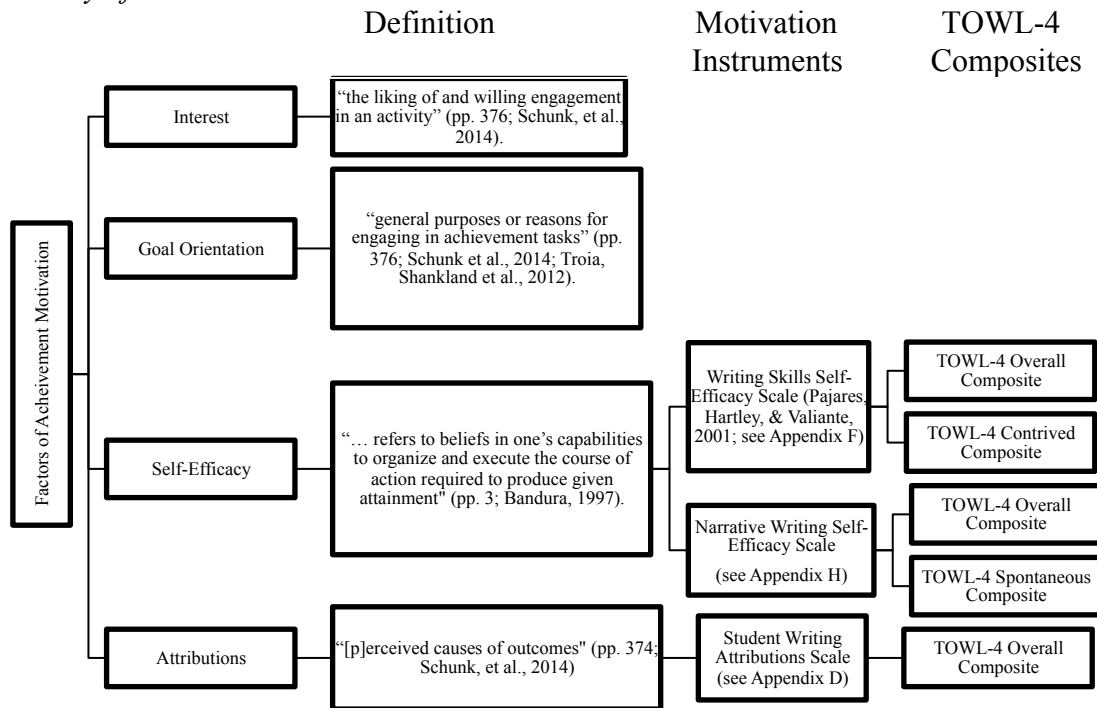 Definition
Motivation
Instruments
TOWL-4
Composites
Factors of Acheivement Motivation
Interest
“the liking of and willing engagement
in an activity” (pp. 376; Schunk, et al.,
2014).
Goal Orientation
“general purposes or reasons for
engaging in achievement tasks” (pp.
376; Schunk et al., 2014; Troia,
Shankland et al., 2012).
Self-Efficacy
“… refers to beliefs in one’s capabilities
to organize and execute the course of
action required to produce given
attainment" (pp. 3; Bandura, 1997).
Writing Skills Self-
Efficacy Scale (Pajares,
Hartley, & Valiante,
2001; see Appendix F)
TOWL-4 Overall
Composite
TOWL-4 Contrived
Composite
Narrative Writing Self-
Efficacy Scale
(see Appendix H)
TOWL-4 Overall
Composite
TOWL-4 Spontaneous
Composite
Attributions
“[p]erceived causes of outcomes" (pp. 374;
Schunk, et al., 2014)
Student Writing
Attributions Scale
(see Appendix D)
TOWL-4 Overall
Composite